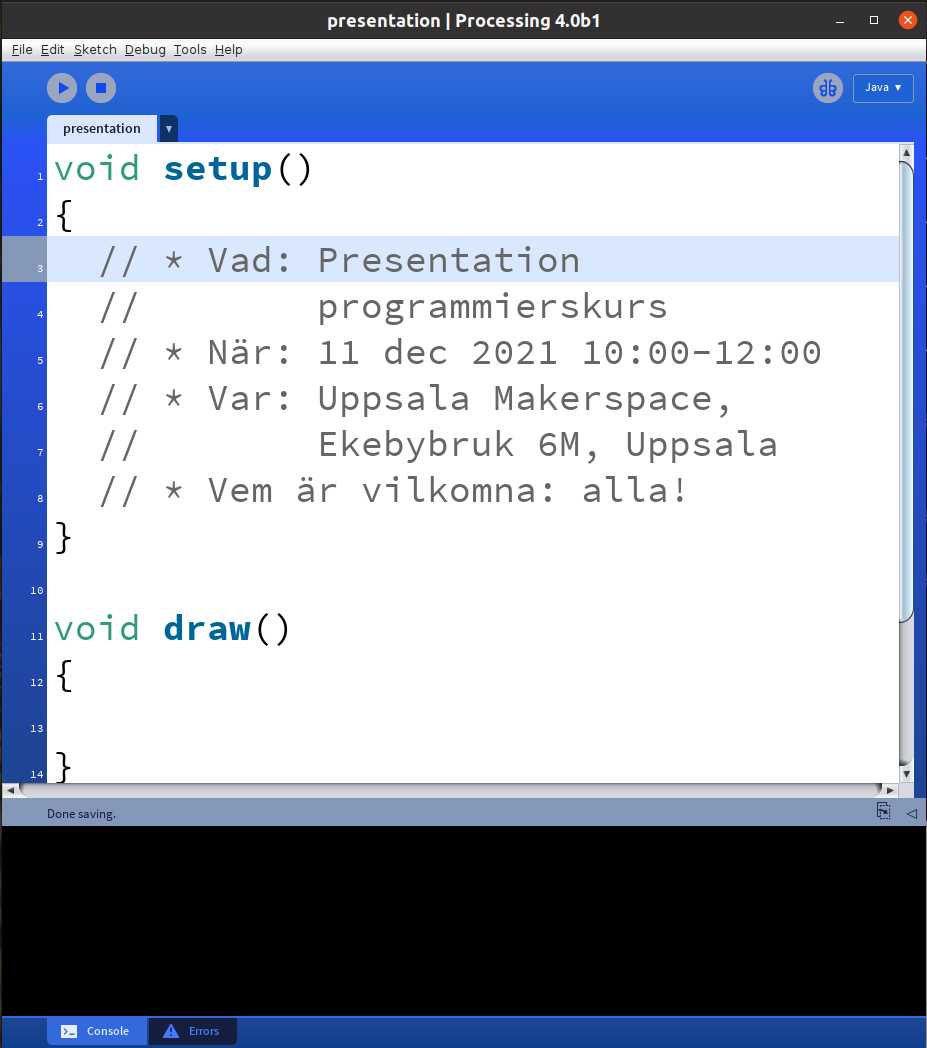 presentation | Processing 4.0b1
File Edit Sketch Debug Tools Help
Java ▼
presentation ▼
1 void setup()
2 {
3   // * Vad: Presentation
4   //        programmierskurs
5   // * När: 11 dec 2021 10:00-12:00
6   // * Var: Uppsala Makerspace,
7   //        Ekebybruk 6M, Uppsala
8   // * Vem är vilkomna: alla!
9 }
10
11 void draw()
12 {
13
14 }
Done saving.
Console Errors